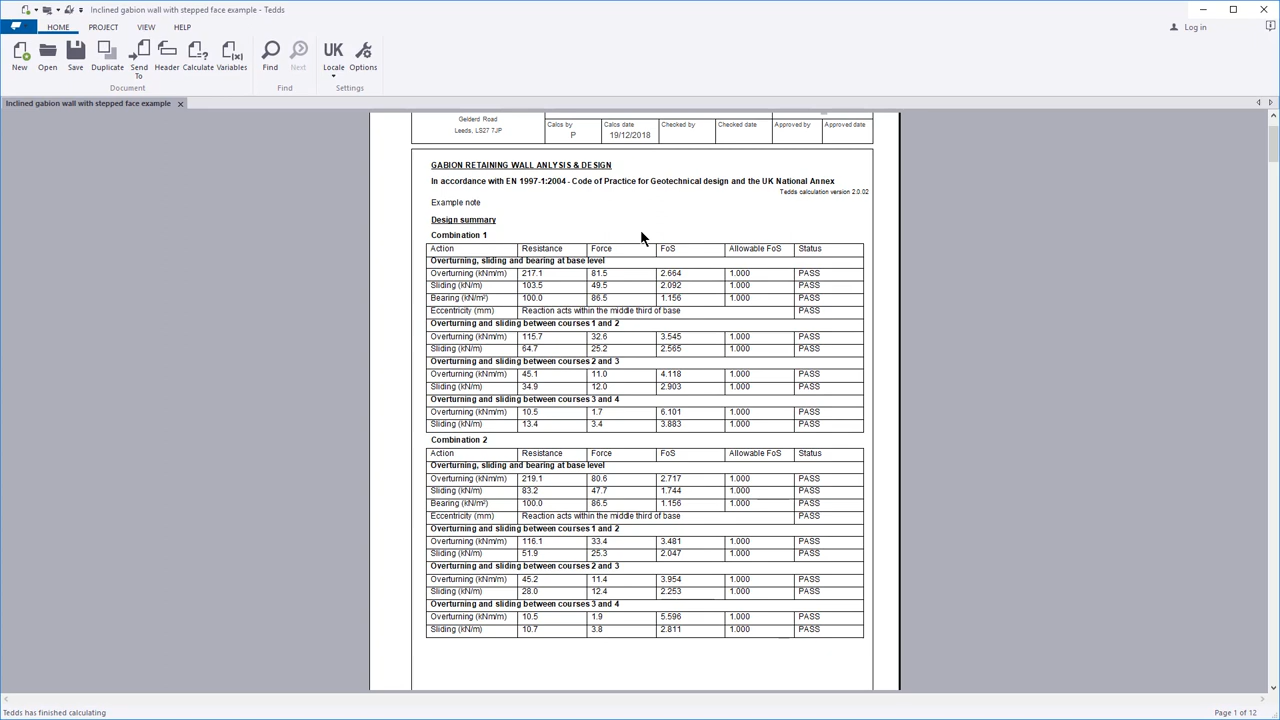 Inclined gabion wall with stepped face example - Tedds
HOME PROJECT VIEW HELP Log in
New Open Save Duplicate Send To Header Calculate Variables Find Next UK Locale Options
Document Find Settings
Inclined gabion wall with stepped face example
Gelderd Road
Leeds, LS27 7JP
Calcs by Calcs date Checked by Checked date Approved by Approved date
P 19/12/2018
GABION RETAINING WALL ANLYSIS & DESIGN
In accordance with EN 1997-1:2004 - Code of Practice for Geotechnical design and the UK National Annex
Tedds calculation version 2.0.02
Example note
Design summary
Combination 1
Action Resistance Force FoS Allowable FoS Status
Overturning, sliding and bearing at base level
Overturning (kNm/m) 217.1 81.5 2.664 1.000 PASS
Sliding (kN/m) 103.5 49.5 2.092 1.000 PASS
Bearing (kN/m²) 100.0 86.5 1.156 1.000 PASS
Eccentricity (mm) Reaction acts within the middle third of base PASS
Overturning and sliding between courses 1 and 2
Overturning (kNm/m) 115.7 32.6 3.545 1.000 PASS
Sliding (kN/m) 64.7 25.2 2.565 1.000 PASS
Overturning and sliding between courses 2 and 3
Overturning (kNm/m) 45.1 11.0 4.118 1.000 PASS
Sliding (kN/m) 34.9 12.0 2.903 1.000 PASS
Overturning and sliding between courses 3 and 4
Overturning (kNm/m) 10.5 1.7 6.101 1.000 PASS
Sliding (kN/m) 13.4 3.4 3.883 1.000 PASS
Combination 2
Action Resistance Force FoS Allowable FoS Status
Overturning, sliding and bearing at base level
Overturning (kNm/m) 219.1 80.6 2.717 1.000 PASS
Sliding (kN/m) 83.2 47.7 1.744 1.000 PASS
Bearing (kN/m²) 100.0 86.5 1.156 1.000 PASS
Eccentricity (mm) Reaction acts within the middle third of base PASS
Overturning and sliding between courses 1 and 2
Overturning (kNm/m) 116.1 33.4 3.481 1.000 PASS
Sliding (kN/m) 51.9 25.3 2.047 1.000 PASS
Overturning and sliding between courses 2 and 3
Overturning (kNm/m) 45.2 11.4 3.954 1.000 PASS
Sliding (kN/m) 28.0 12.4 2.253 1.000 PASS
Overturning and sliding between courses 3 and 4
Overturning (kNm/m) 10.5 1.9 5.596 1.000 PASS
Sliding (kN/m) 10.7 3.8 2.811 1.000 PASS
Tedds has finished calculating Page 1 of 12